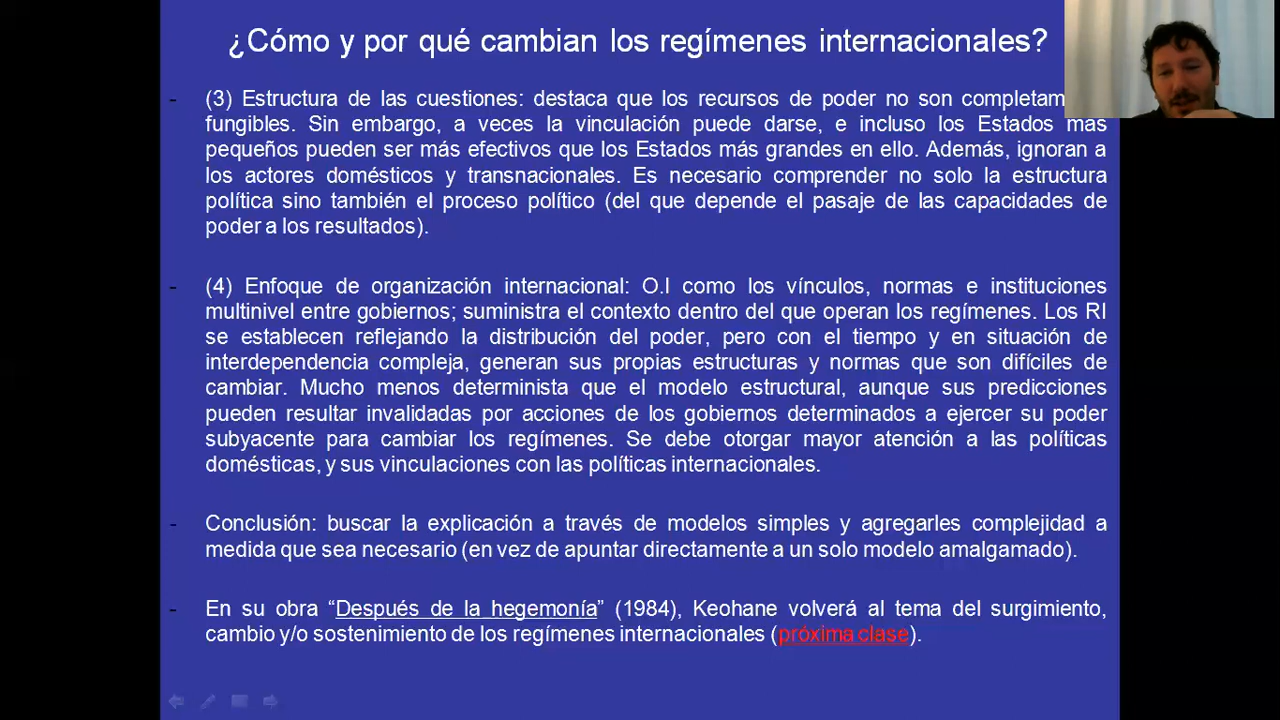 ¿Cómo y por qué cambian los regímenes internacionales?
- (3) Estructura de las cuestiones: destaca que los recursos de poder no son completam
fungibles. Sin embargo, a veces la vinculación puede darse, e incluso los Estados más
pequeños pueden ser más efectivos que los Estados más grandes en ello. Además, ignoran a
los actores domésticos y transnacionales. Es necesario comprender no solo la estructura
política sino también el proceso político (del que depende el pasaje de las capacidades de
poder a los resultados).
- (4) Enfoque de organización internacional: O.I como los vínculos, normas e instituciones
multinivel entre gobiernos; suministra el contexto dentro del que operan los regímenes. Los RI
se establecen reflejando la distribución del poder, pero con el tiempo y en situación de
interdependencia compleja, generan sus propias estructuras y normas que son difíciles de
cambiar. Mucho menos determinista que el modelo estructural, aunque sus predicciones
pueden resultar invalidadas por acciones de los gobiernos determinados a ejercer su poder
subyacente para cambiar los regímenes. Se debe otorgar mayor atención a las políticas
domésticas, y sus vinculaciones con las políticas internacionales.
- Conclusión: buscar la explicación a través de modelos simples y agregarles complejidad a
medida que sea necesario (en vez de apuntar directamente a un solo modelo amalgamado).
- En su obra “Después de la hegemonía” (1984), Keohane volverá al tema del surgimiento,
cambio y/o sostenimiento de los regímenes internacionales (próxima clase).